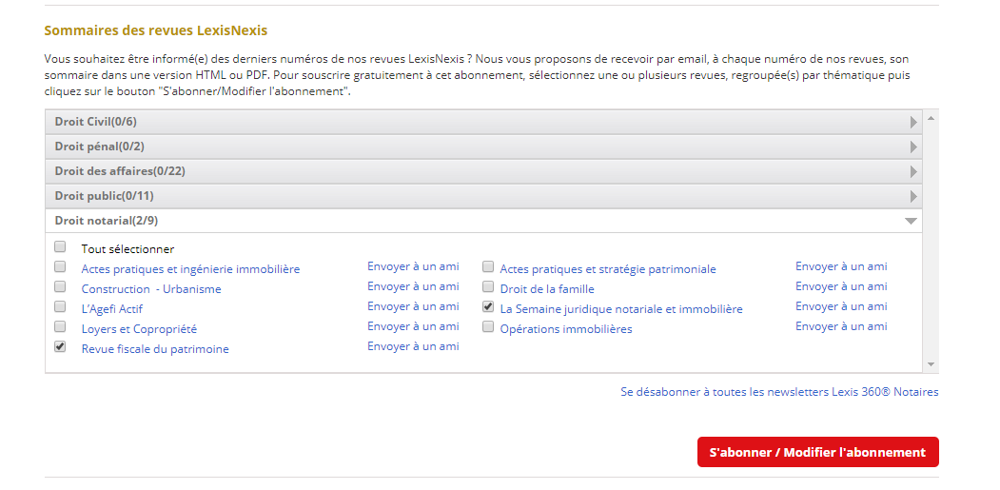 Sommaires des revues LexisNexis
Vous souhaitez être informé(e) des derniers numéros de nos revues LexisNexis ? Nous vous proposons de recevoir par email, à chaque numéro de nos revues, son
sommaire dans une version HTML ou PDF. Pour souscrire gratuitement à cet abonnement, sélectionnez une ou plusieurs revues, regroupée(s) par thématique puis
cliquez sur le bouton "S'abonner/Modifier l'abonnement".
Droit Civil(0/6)
Droit pénal(0/2)
Droit des affaires(0/22)
Droit public(0/11)
Droit notarial(2/9)
Tout sélectionner
Actes pratiques et ingénierie immobilière Envoyer à un ami Actes pratiques et stratégie patrimoniale Envoyer à un ami
Construction - Urbanisme Envoyer à un ami Droit de la famille Envoyer à un ami
L’Agefi Actif Envoyer à un ami La Semaine juridique notariale et immobilière Envoyer à un ami
Loyers et Copropriété Envoyer à un ami Opérations immobilières Envoyer à un ami
Revue fiscale du patrimoine Envoyer à un ami
Se désabonner à toutes les newsletters Lexis 360® Notaires
S'abonner / Modifier l'abonnement